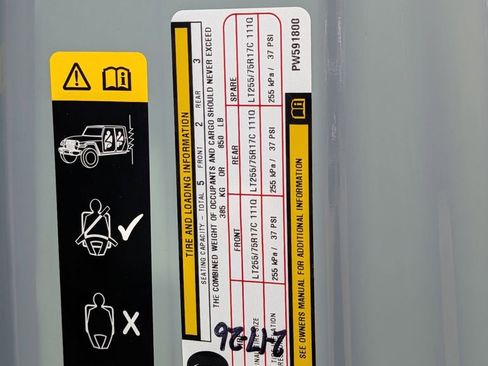 TIRE AND LOADING INFORMATION
SEATING CAPACITY - TOTAL 5 FRONT 2 REAR 3
THE COMBINED WEIGHT OF OCCUPANTS AND CARGO SHOULD NEVER EXCEED
385 KG OR 850 LB
FRONT REAR SPARE
LT255/75R17C 111Q LT255/75R17C 111Q LT255/75R17C 111Q
255 kPa / 37 PSI 255 kPa / 37 PSI 255 kPa / 37 PSI
SEE OWNERS MANUAL FOR ADDITIONAL INFORMATION
PW591800